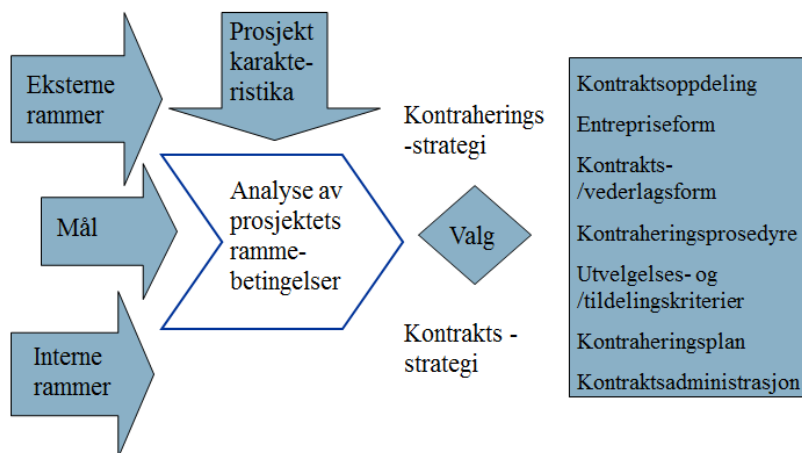 Eksterne
rammer
Prosjekt
karakte-
ristika
Mål
Interne
rammer
Analyse av
prosjektets
ramme-
betingelser
Kontraherings
-strategi
Valg
Kontrakts -
strategi
Kontraktsoppdeling
Entrepriseform
Kontrakts-
/vederlagsform
Kontraheringsprosedyre
Utvelgelses- og
/tildelingskriterier
Kontraheringsplan
Kontraktsadministrasjon